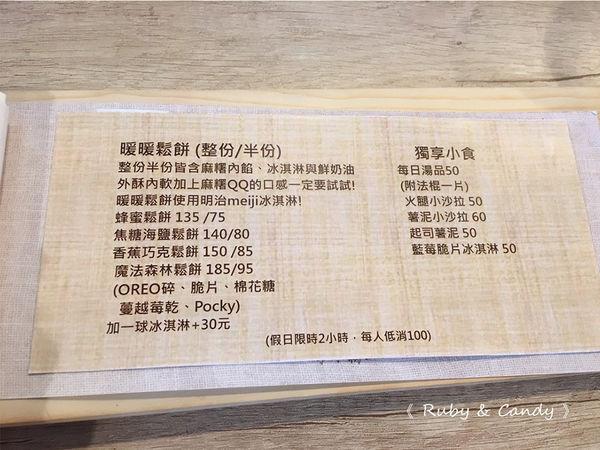 暖暖鬆餅 (整份/半份)
整份半份皆含麻糬內餡、冰淇淋與鮮奶油
外酥內軟加上麻糬QQ的口感一定要試試!
暖暖鬆餅使用明治meiji冰淇淋!
蜂蜜鬆餅 135 /75
焦糖海鹽鬆餅 140/80
香蕉巧克鬆餅 150 /85
魔法森林鬆餅 185/95
(OREO碎、脆片、棉花糖
蔓越莓乾、Pocky)
加一球冰淇淋+30元
獨享小食
每日湯品50
(附法棍一片)
火腿小沙拉 50
薯泥小沙拉 60
起司薯泥 50
藍莓脆片冰淇淋 50
(假日限時2小時，每人低消100)
《 Ruby & Candy 》